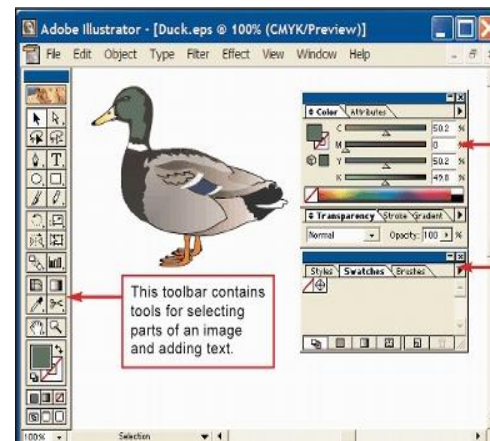 Adobe Illustrator - [Duck.eps @ 100% (CMYK/Preview)]
File Edit Object Type Filter Effect View Window Help
Color Attributes
C 50.2 %
M 0 %
Y 50.2 %
K 49.8 %
Transparency Stroke Gradient
Normal Opacity: 100 %
Styles Swatches Brushes
T
This toolbar contains
tools for selecting
parts of an image
and adding text.
100% Selection